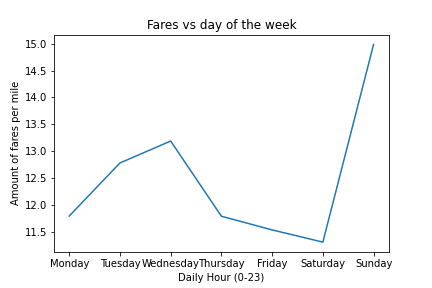 Fares vs day of the week
Amount of fares per mile
15.0
14.5
14.0
13.5
13.0
12.5
12.0
11.5
Monday Tuesday Wednesday Thursday Friday Saturday Sunday
Daily Hour (0-23)